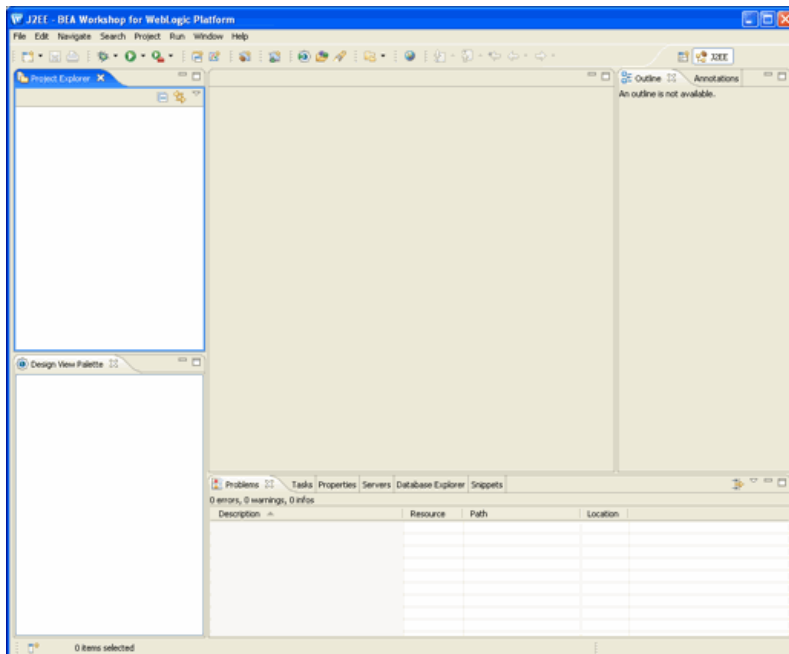 J2EE - BEA Workshop for WebLogic Platform
File Edit Navigate Search Project Run Window Help
J2EE
Project Explorer
Outline Annotations
An outline is not available.
Design View Palette
Problems Tasks Properties Servers Database Explorer Snippets
0 errors, 0 warnings, 0 infos
Description Resource Path Location
0 items selected